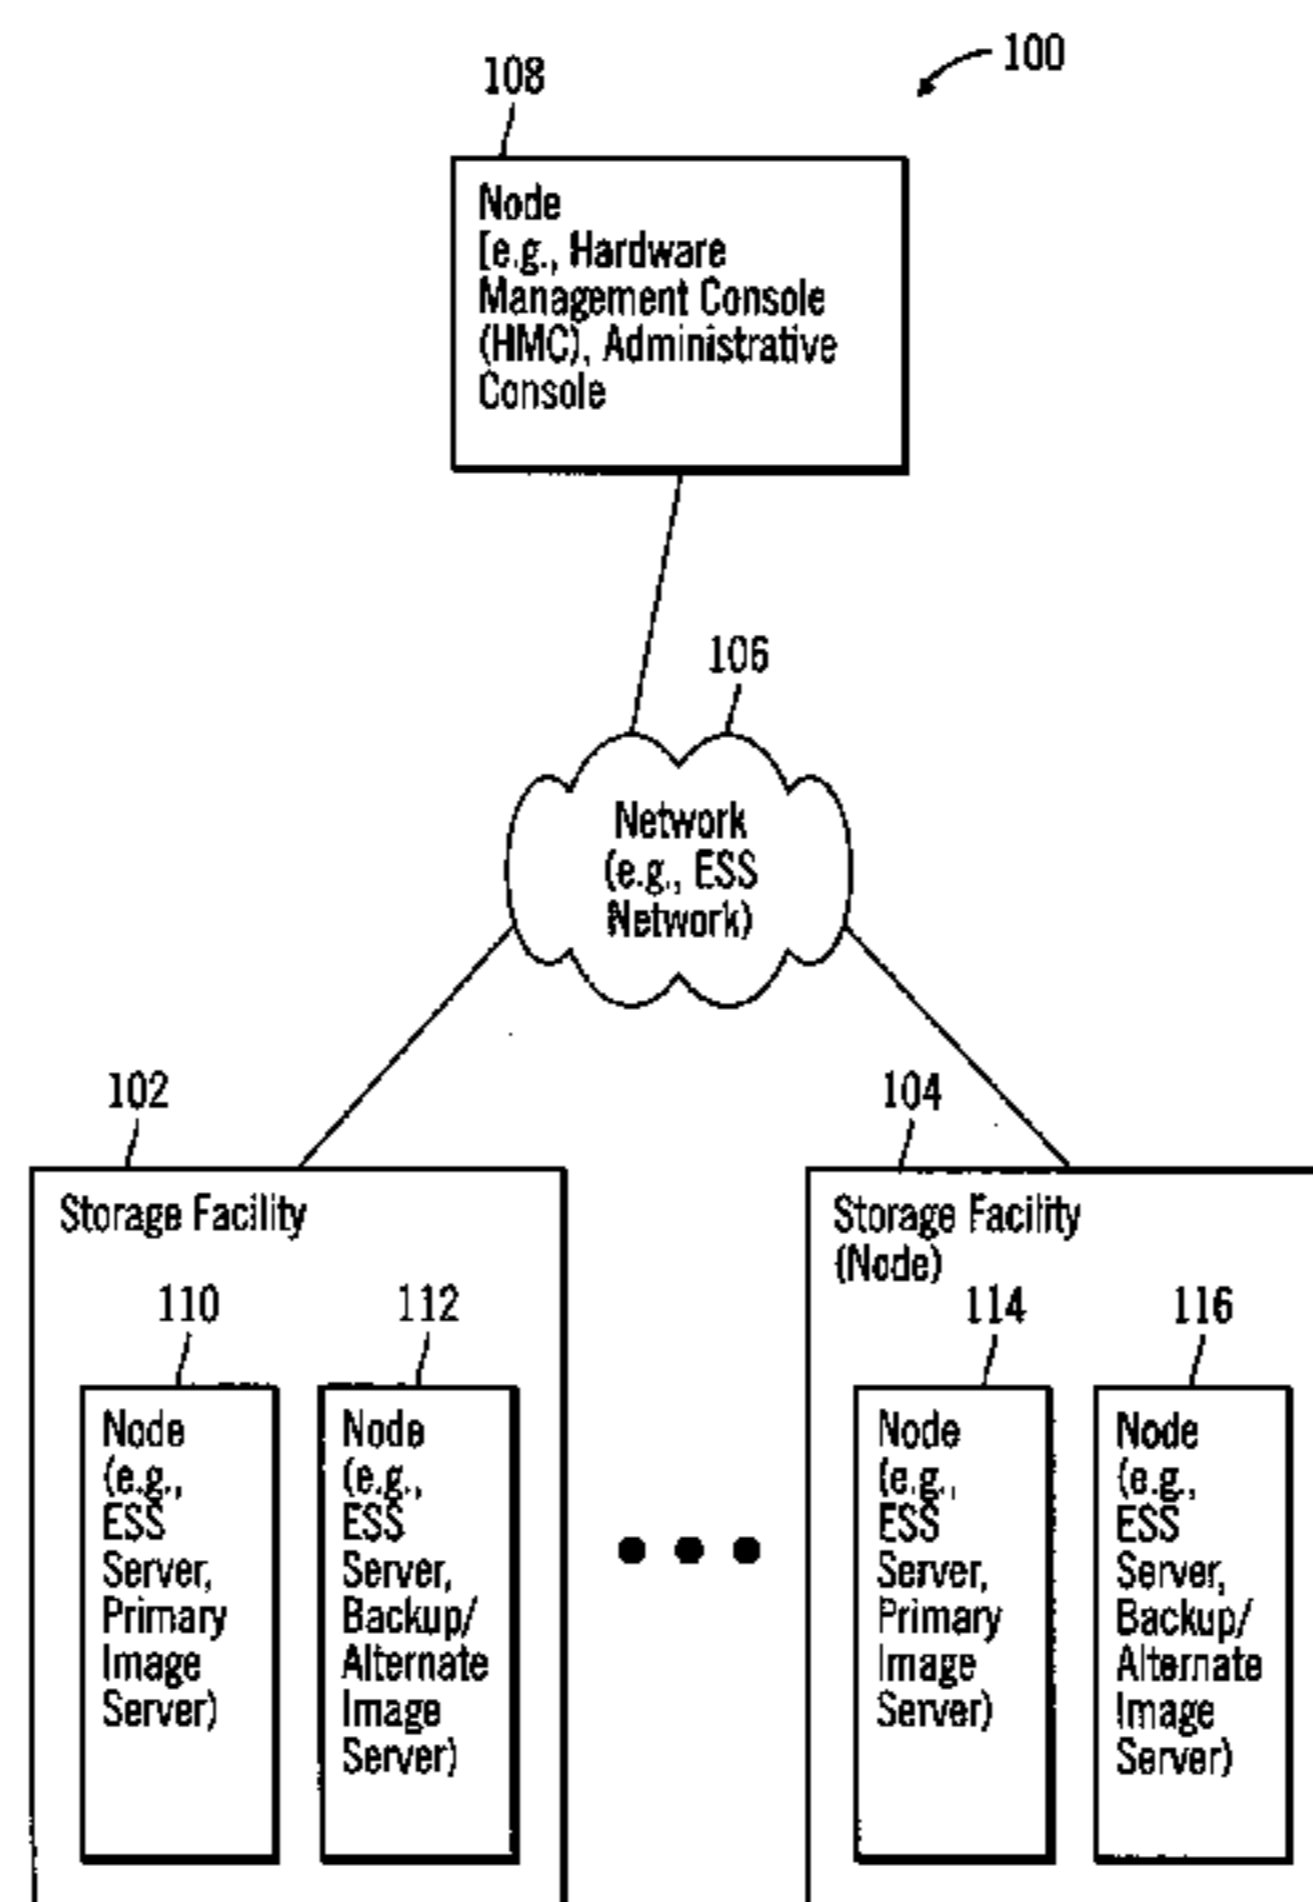 100
108
Node
[e.g., Hardware
Management Console
(HMC), Administrative
Console
106
Network
(e.g., ESS
Network)
102
Storage Facility
110
Node
(e.g.,
ESS
Server,
Primary
Image
Server)
112
Node
(e.g.,
ESS
Server,
Backup/
Alternate
Image
Server)
104
Storage Facility
(Node)
114
Node
(e.g.,
ESS
Server,
Primary
Image
Server)
116
Node
(e.g.,
ESS
Server,
Backup/
Alternate
Image
Server)